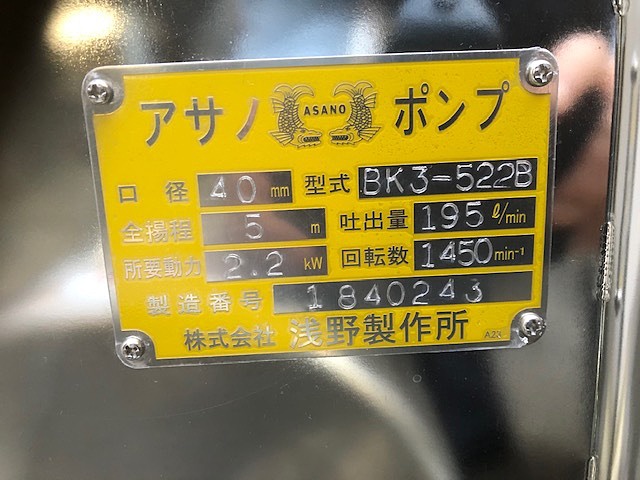 アサノ ASANO ポンプ
口径 40 mm 型式 BK3-522B
全揚程 5 m 吐出量 195 ℓ/min
所要動力 2.2 kW 回転数 1450 min⁻¹
製造番号 1840243
株式会社 浅野製作所 A23